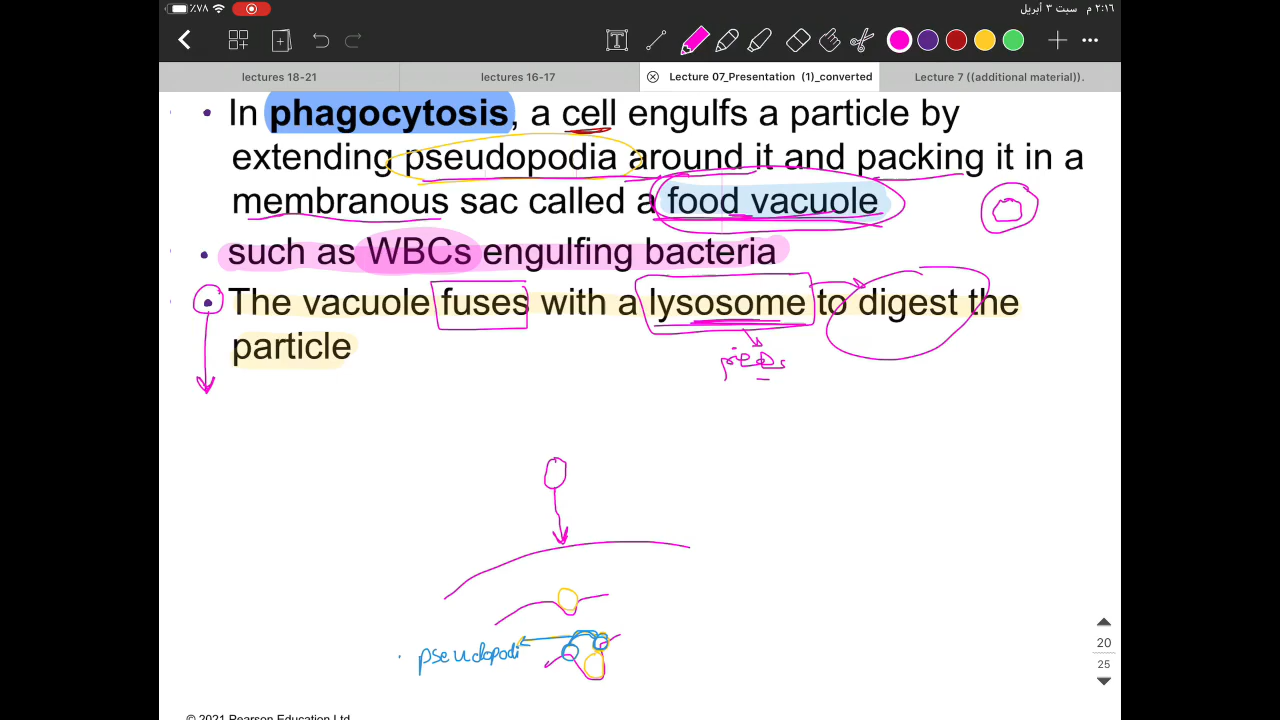 ٪٧٨
٢:١٦ م سبت ٣ أبريل
lectures 18-21
lectures 16-17
Lecture 07_Presentation (1)_converted
Lecture 7 ((additional material).
• In phagocytosis, a cell engulfs a particle by
extending pseudopodia around it and packing it in a
membranous sac called a food vacuole
• such as WBCs engulfing bacteria
• The vacuole fuses with a lysosome to digest the
particle
pseudopodi
20
25
© 2021 Pearson Education Ltd